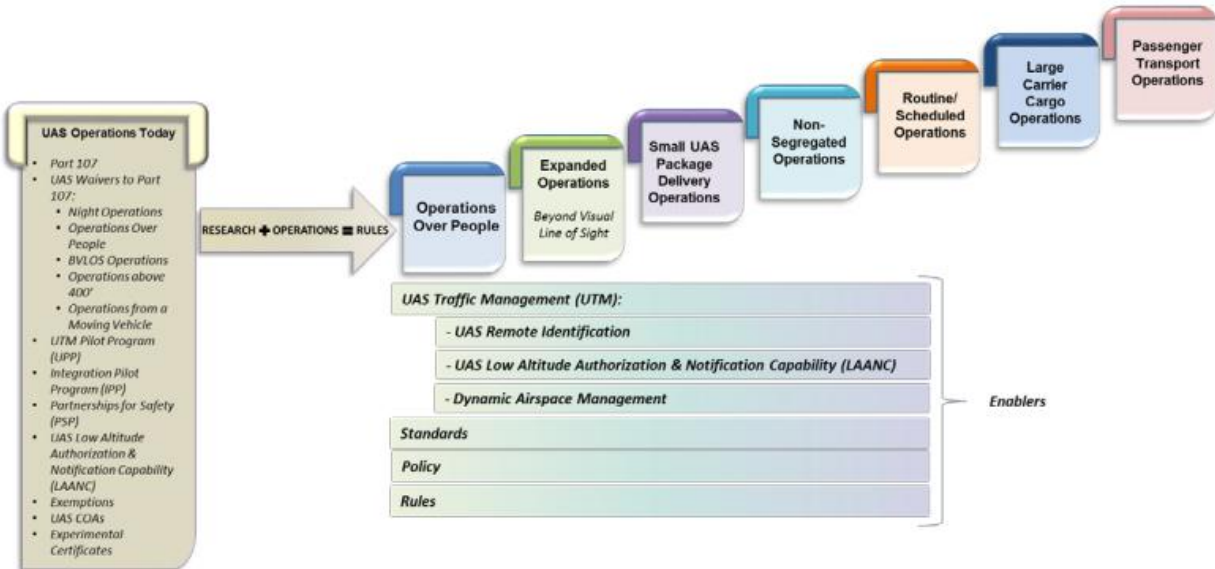 UAS Operations Today
• Part 107
• UAS Waivers to Part
107:
• Night Operations
• Operations Over
People
• BVLOS Operations
• Operations above
400'
• Operations from a
Moving Vehicle
• UTM Pilot Program
(UPP)
• Integration Pilot
Program (IPP)
• Partnerships for Safety
(PSP)
• UAS Low Altitude
Authorization &
Notification Capability
(LAANC)
• Exemptions
• UAS COAs
• Experimental
Certificates
RESEARCH + OPERATIONS = RULES
Operations
Over People
Expanded
Operations
Beyond Visual
Line of Sight
Small UAS
Package
Delivery
Operations
Non-
Segregated
Operations
Routine/
Scheduled
Operations
Large
Carrier
Cargo
Operations
Passenger
Transport
Operations
UAS Traffic Management (UTM):
- UAS Remote Identification
- UAS Low Altitude Authorization & Notification Capability (LAANC)
- Dynamic Airspace Management
Standards
Policy
Rules
Enablers